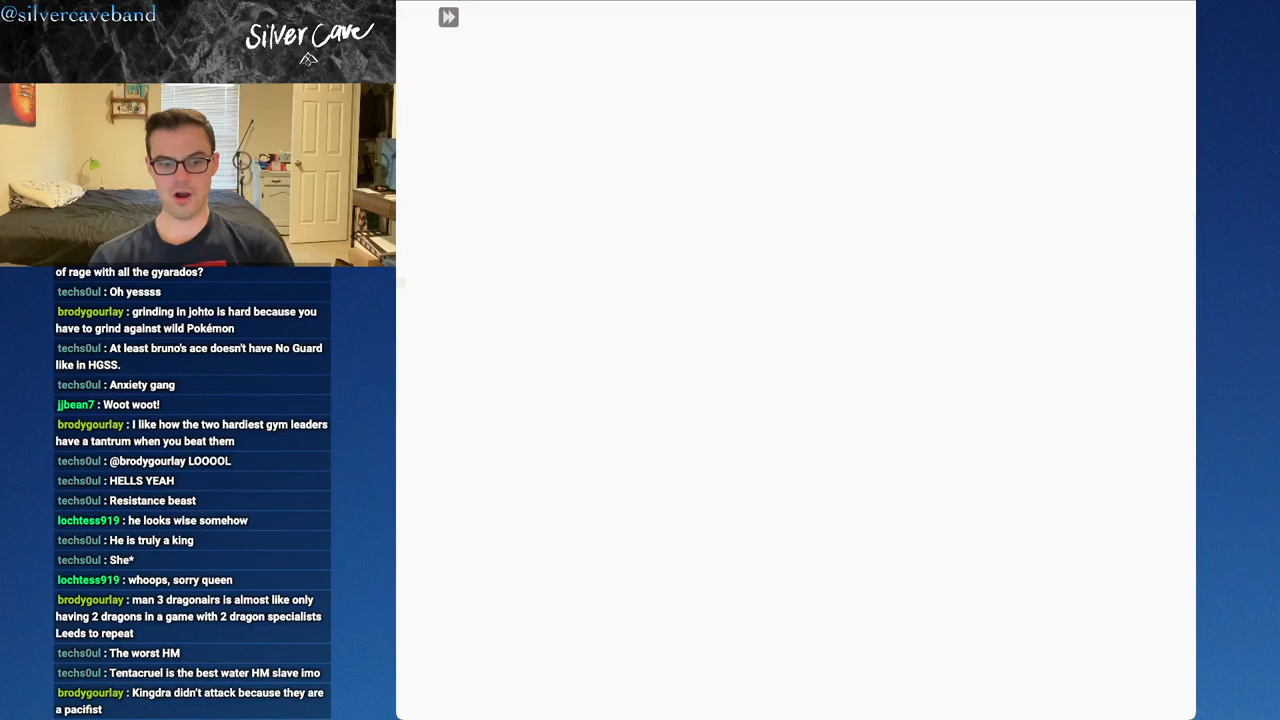 @silvercaveband
Silver Cave
of rage with all the gyarados?
techs0ul : Oh yessss
brodygourlay : grinding in johto is hard because you
have to grind against wild Pokémon
techs0ul : At least bruno's ace doesn't have No Guard
like in HGSS.
techs0ul : Anxiety gang
jjbean7 : Woot woot!
brodygourlay : I like how the two hardiest gym leaders
have a tantrum when you beat them
techs0ul : @brodygourlay LOOOOL
techs0ul : HELLS YEAH
techs0ul : Resistance beast
lochtess919 : he looks wise somehow
techs0ul : He is truly a king
techs0ul : She*
lochtess919 : whoops, sorry queen
brodygourlay : man 3 dragonairs is almost like only
having 2 dragons in a game with 2 dragon specialists
Leeds to repeat
techs0ul : The worst HM
techs0ul : Tentacruel is the best water HM slave imo
brodygourlay : Kingdra didn't attack because they are
a pacifist